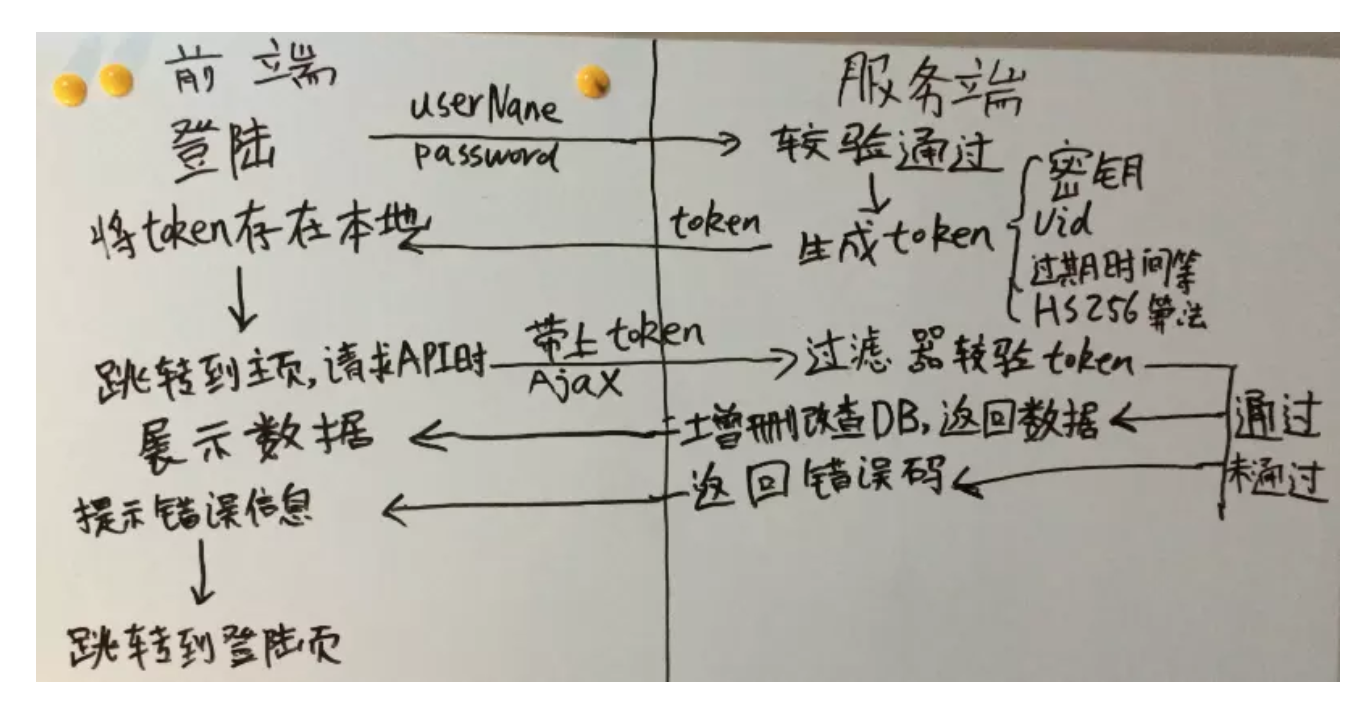 前端
服务端
登陆
userName
password
较验通过
密钥
Uid
过期时间等
HS256算法
将token存在本地
token
生成token
跳转到主页,请求API时
带上token
AjaX
过滤器较验token
展示数据
增删改查DB,返回数据
通过
提示错误信息
返回错误码
未通过
跳转到登陆页